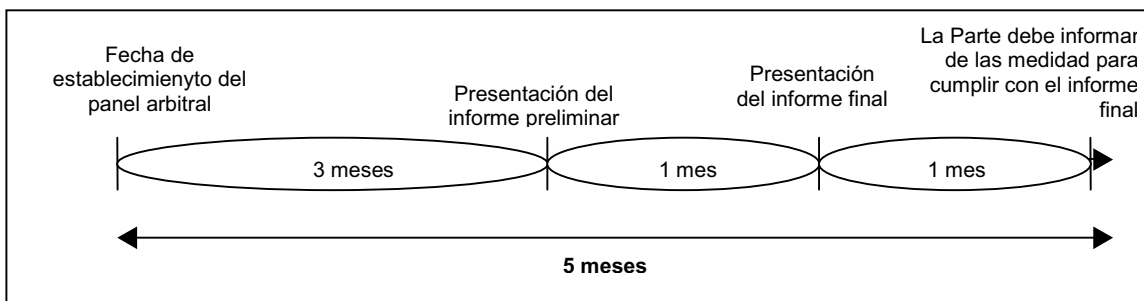 Fecha de
establecimienyto del
panel arbitral
Presentación del
informe preliminar
Presentación
del informe final
La Parte debe informar
de las medidad para
cumplir con el informe
final
3 meses
1 mes
1 mes
5 meses